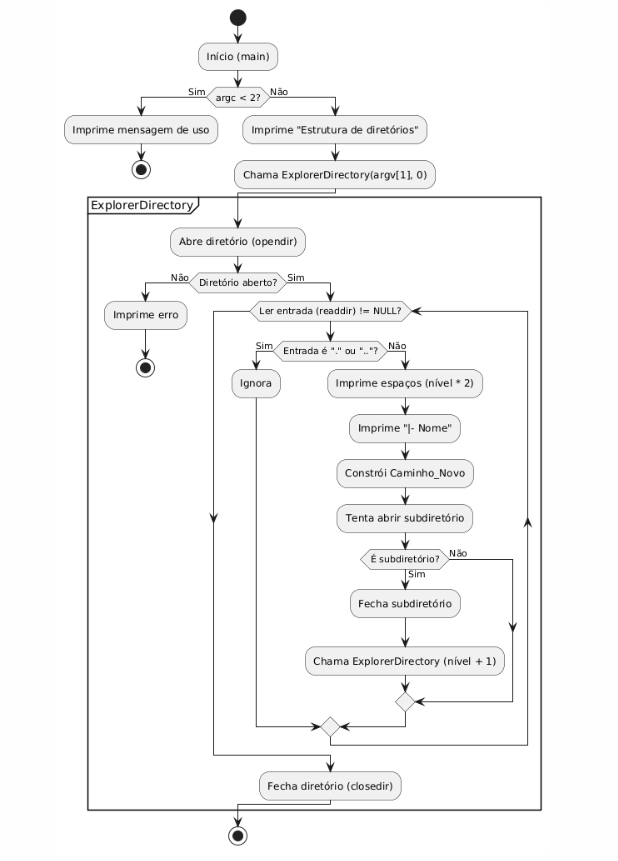 Início (main)
Sim
argc < 2?
Não
Imprime mensagem de uso
Imprime "Estrutura de diretórios"
Chama ExplorerDirectory(argv[1], 0)
ExplorerDirectory
Abre diretório (opendir)
Não
Diretório aberto?
Sim
Imprime erro
Ler entrada (readdir) != NULL?
Sim
Entrada é "." ou ".."?
Não
Ignora
Imprime espaços (nível * 2)
Imprime "|- Nome"
Constrói Caminho_Novo
Tenta abrir subdiretório
É subdiretório?
Não
Sim
Fecha subdiretório
Chama ExplorerDirectory (nível + 1)
Fecha diretório (closedir)